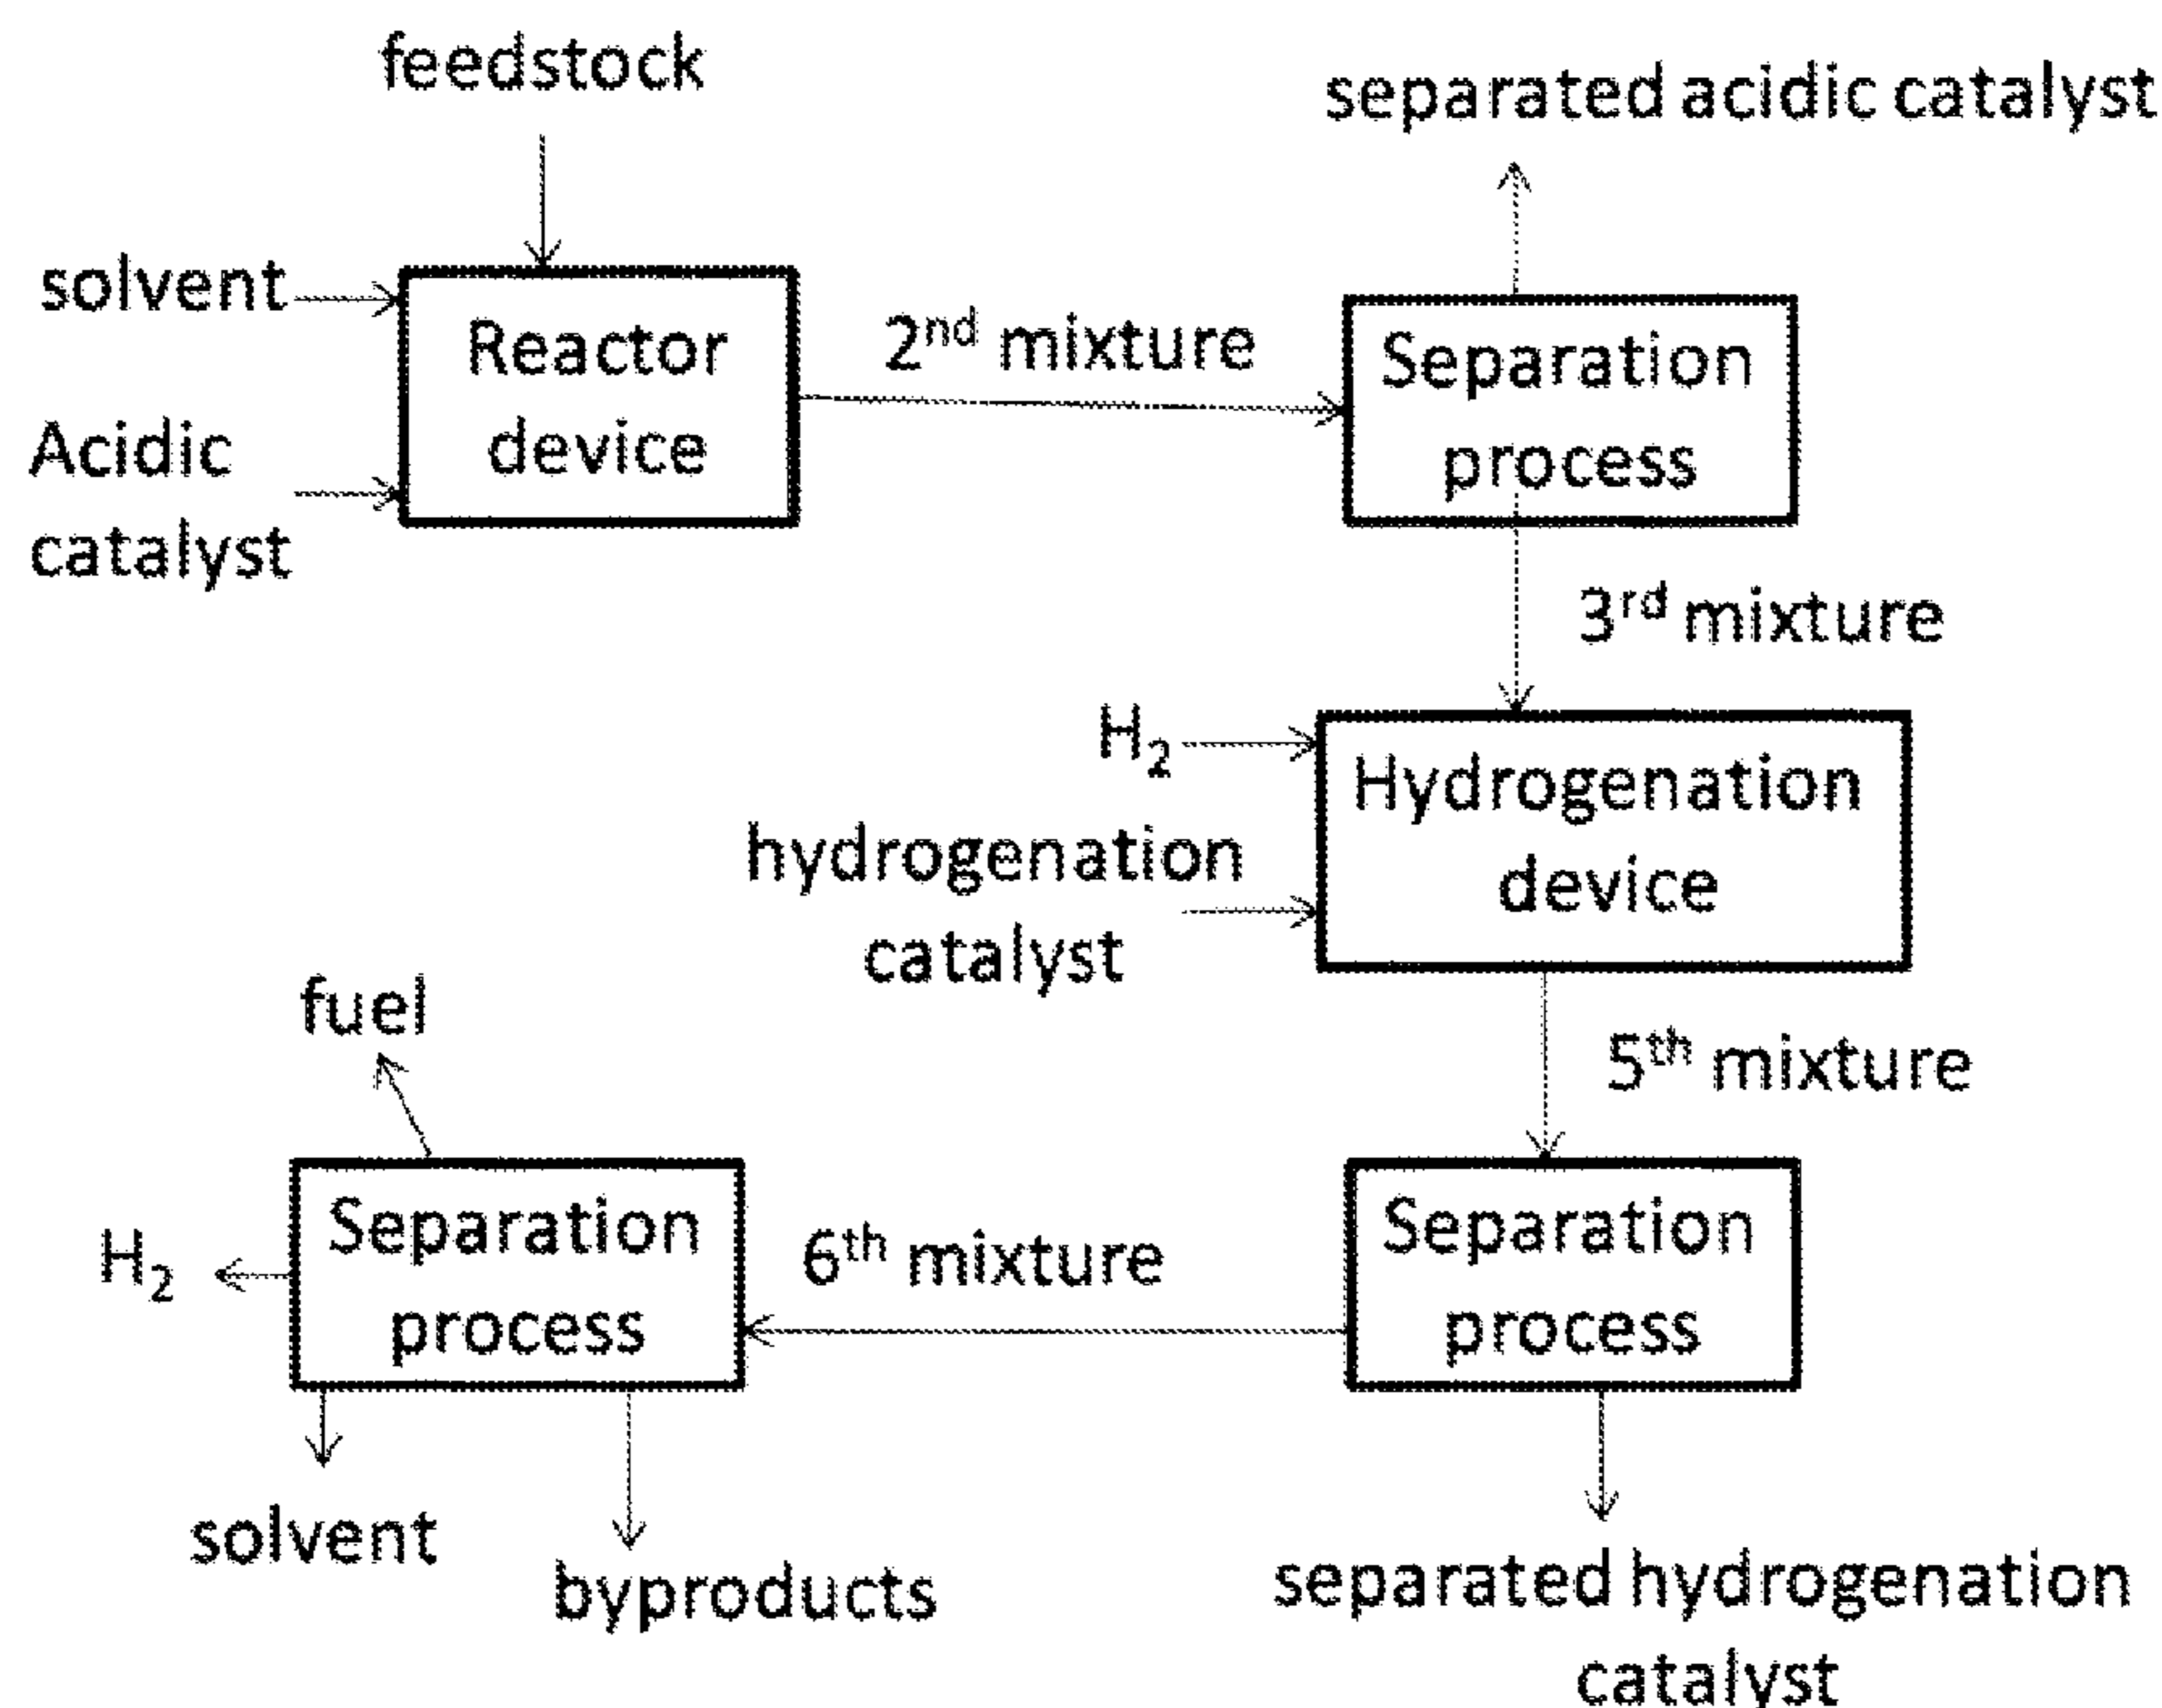 feedstock
separated acidic catalyst
solvent
Reactor
device
2nd mixture
Separation
process
Acidic
catalyst
3rd mixture
H2
Hydrogenation
device
hydrogenation
catalyst
fuel
5th mixture
Separation
process
H2
6th mixture
Separation
process
solvent
byproducts
separated hydrogenation
catalyst